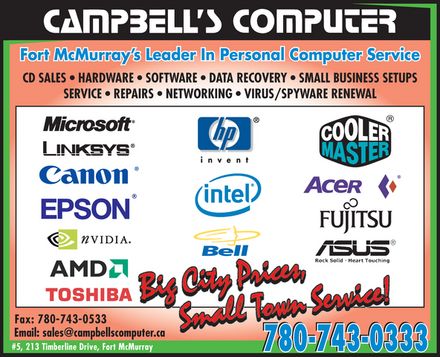 CAMPBELL'S COMPUTER
Fort McMurray's Leader In Personal Computer Service
CD SALES • HARDWARE • SOFTWARE • DATA RECOVERY • SMALL BUSINESS SETUPS
SERVICE • REPAIRS • NETWORKING • VIRUS/SPYWARE RENEWAL
Microsoft®
LINKSYS®
Canon®
EPSON®
nVIDIA.
AMD
TOSHIBA
hp®
invent
intel®
Bell
COOLER®
MASTER
ACER®
FUJITSU
ASUS®
Rock Solid · Heart Touching
Big City Prices,
Small Town Service!
Fax: 780-743-0533
Email: sales@campbellscomputer.ca
#5, 213 Timberline Drive, Fort McMurray
780-743-0333